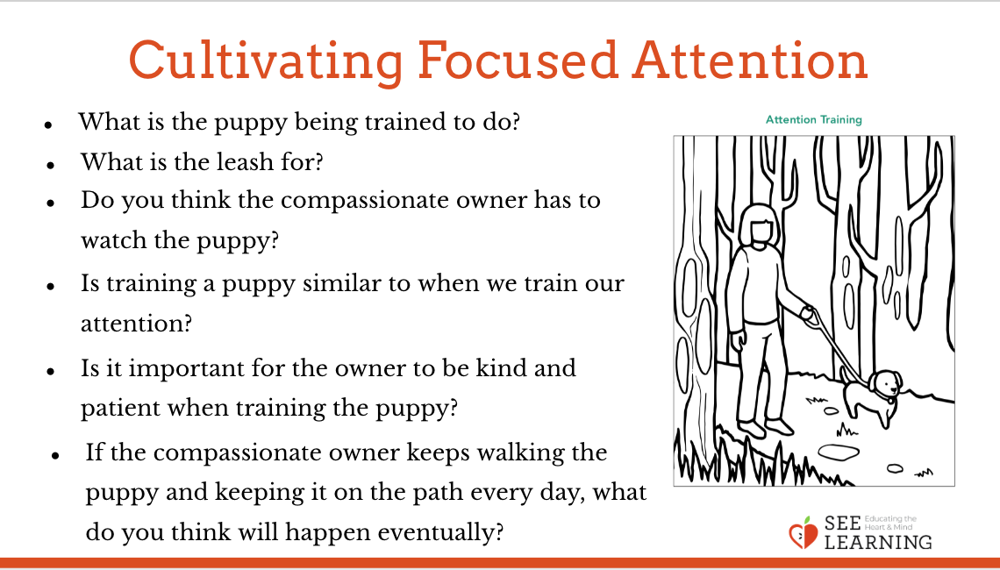 Cultivating Focused Attention
• What is the puppy being trained to do?
• What is the leash for?
• Do you think the compassionate owner has to
watch the puppy?
• Is training a puppy similar to when we train our
attention?
• Is it important for the owner to be kind and
patient when training the puppy?
• If the compassionate owner keeps walking the
puppy and keeping it on the path every day, what
do you think will happen eventually?
Attention Training
SEE
Educating the
Heart & Mind
LEARNING